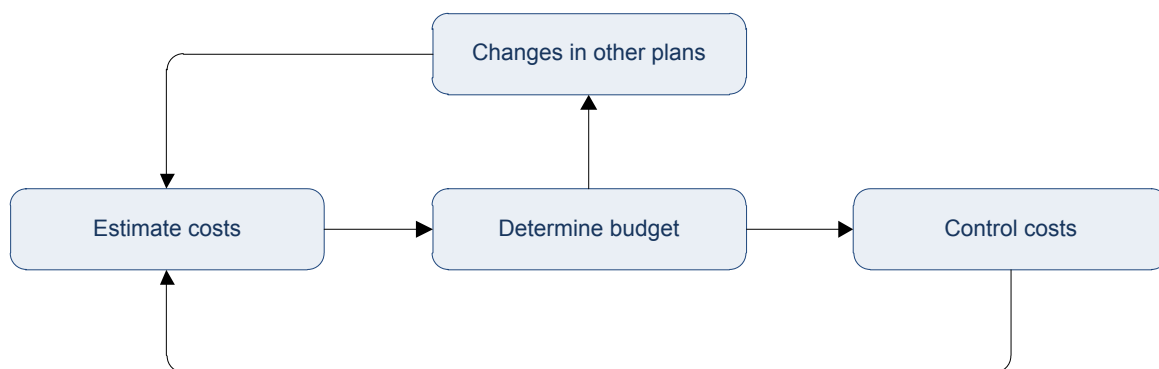 Changes in other plans
Estimate costs
Determine budget
Control costs